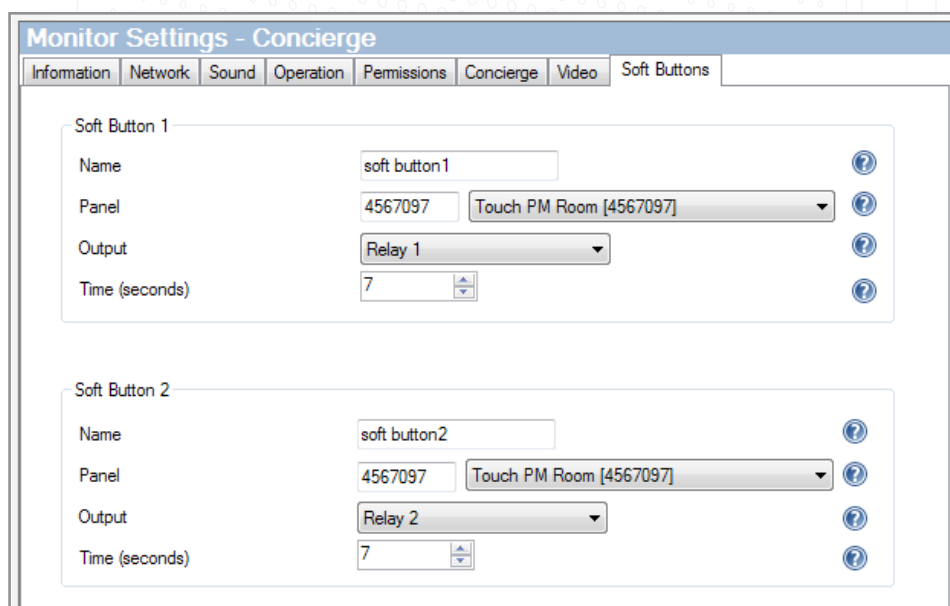 Monitor Settings - Concierge
Information Network Sound Operation Permissions Concierge Video Soft Buttons
Soft Button 1
Name soft button1 ?
Panel 4567097 Touch PM Room [4567097] ?
Output Relay 1 ?
Time (seconds) 7 ?
Soft Button 2
Name soft button2 ?
Panel 4567097 Touch PM Room [4567097] ?
Output Relay 2 ?
Time (seconds) 7 ?